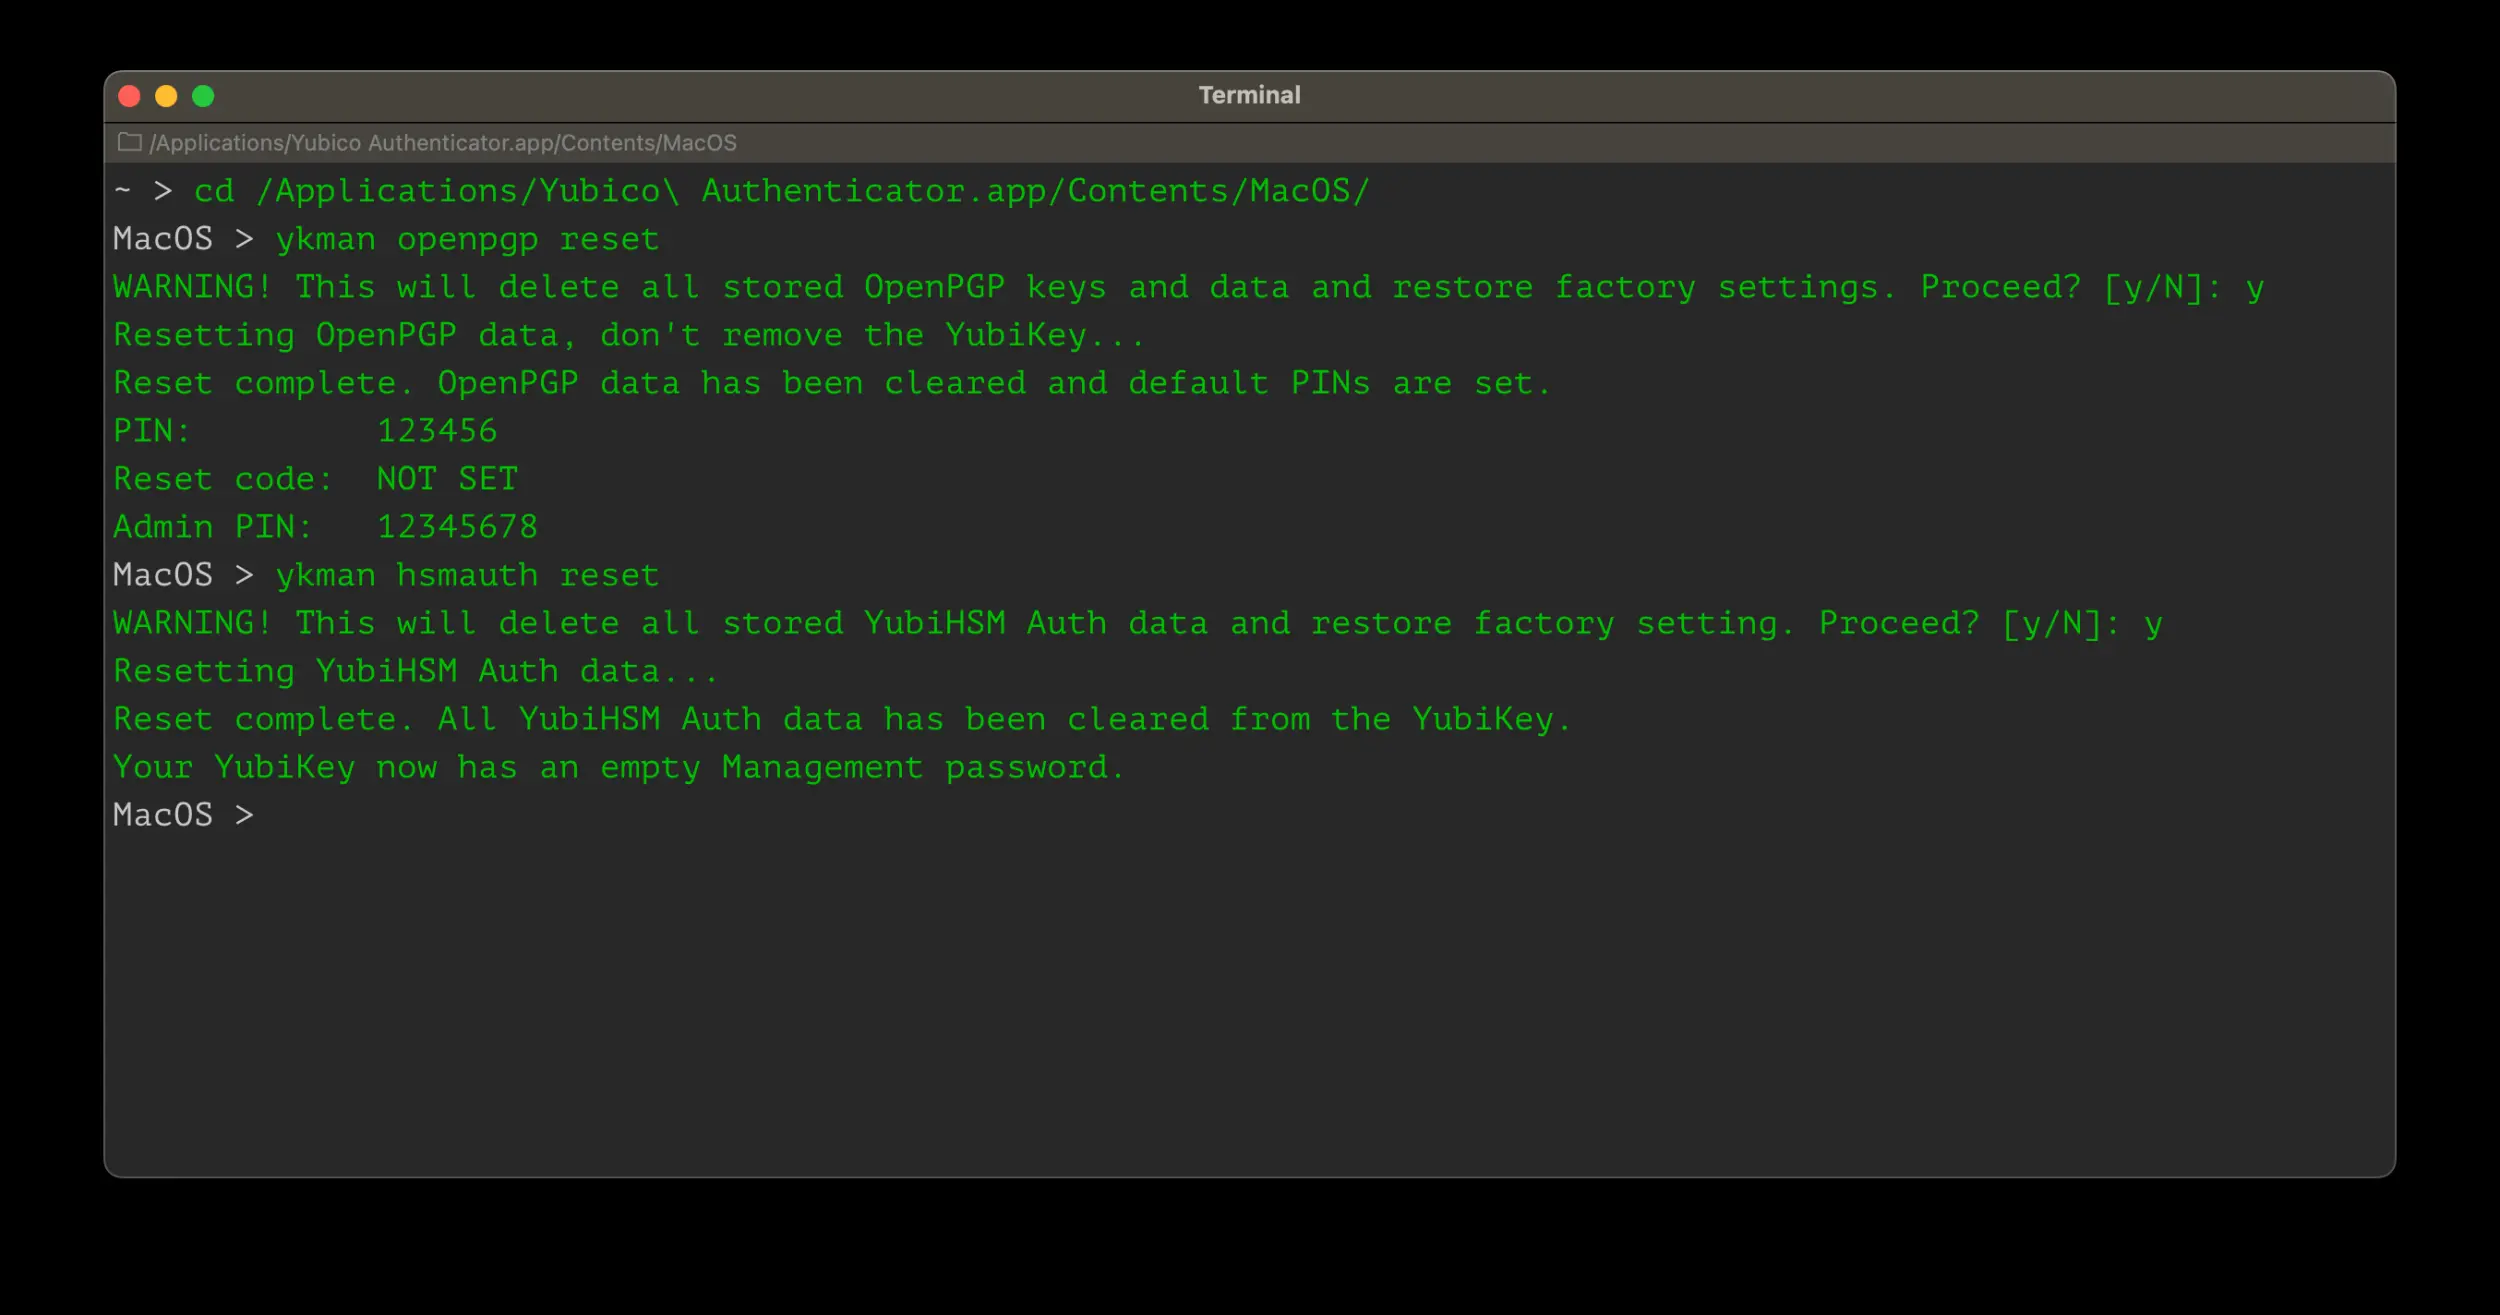 Terminal
/Applications/Yubico Authenticator.app/Contents/MacOS
~ > cd /Applications/Yubico\ Authenticator.app/Contents/MacOS/
MacOS > ykman openpgp reset
WARNING! This will delete all stored OpenPGP keys and data and restore factory settings. Proceed? [y/N]: y
Resetting OpenPGP data, don't remove the YubiKey...
Reset complete. OpenPGP data has been cleared and default PINs are set.
PIN:         123456
Reset code:  NOT SET
Admin PIN:   12345678
MacOS > ykman hsmauth reset
WARNING! This will delete all stored YubiHSM Auth data and restore factory setting. Proceed? [y/N]: y
Resetting YubiHSM Auth data...
Reset complete. All YubiHSM Auth data has been cleared from the YubiKey.
Your YubiKey now has an empty Management password.
MacOS >